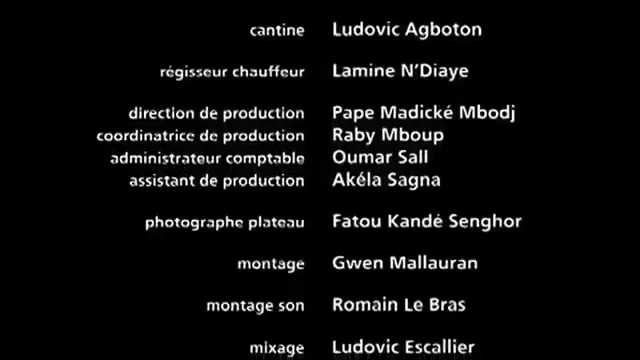 cantine Ludovic Agboton
régisseur chauffeur Lamine N'Diaye
direction de production Pape Madické Mbodj
coordinatrice de production Raby Mboup
administrateur comptable Oumar Sall
assistant de production Akéla Sagna
photographe plateau Fatou Kandé Senghor
montage Gwen Mallauran
montage son Romain Le Bras
mixage Ludovic Escallier